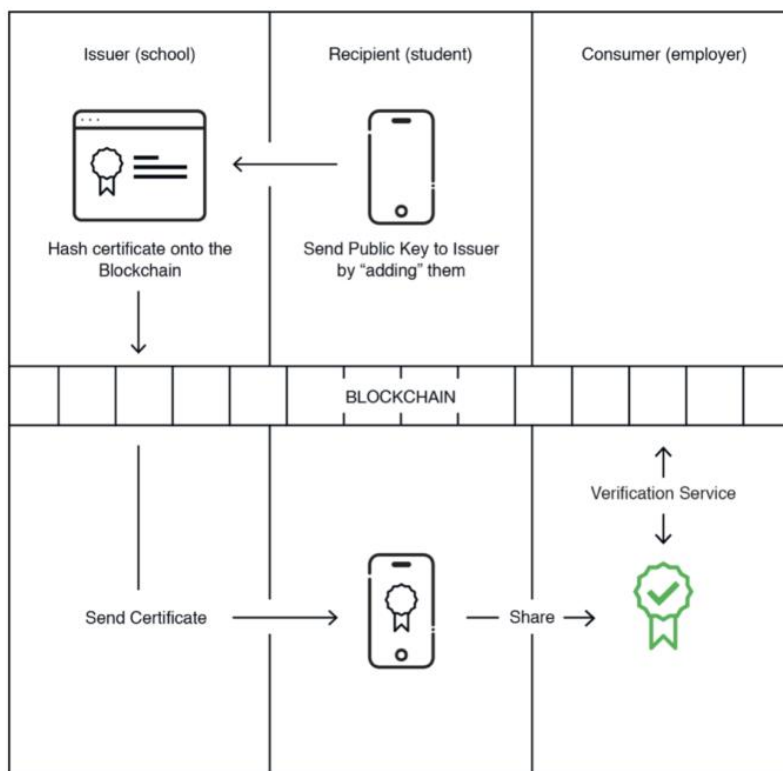 Issuer (school)
Recipient (student)
Consumer (employer)
Hash certificate onto the
Blockchain
Send Public Key to Issuer
by “adding” them
BLOCKCHAIN
Verification Service
Send Certificate
Share